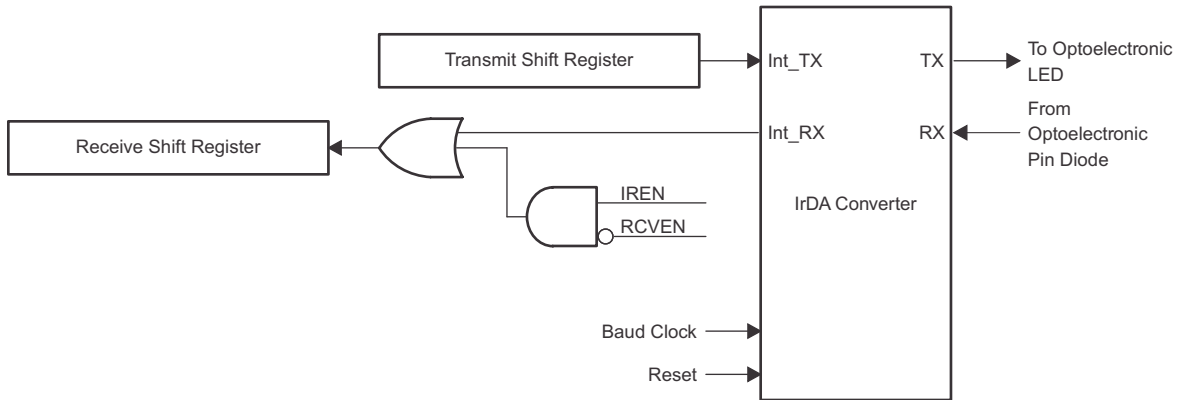 Transmit Shift Register
Int_TX
TX
To Optoelectronic
LED
Receive Shift Register
Int_RX
RX
From
Optoelectronic
Pin Diode
IREN
RCVEN
IrDA Converter
Baud Clock
Reset